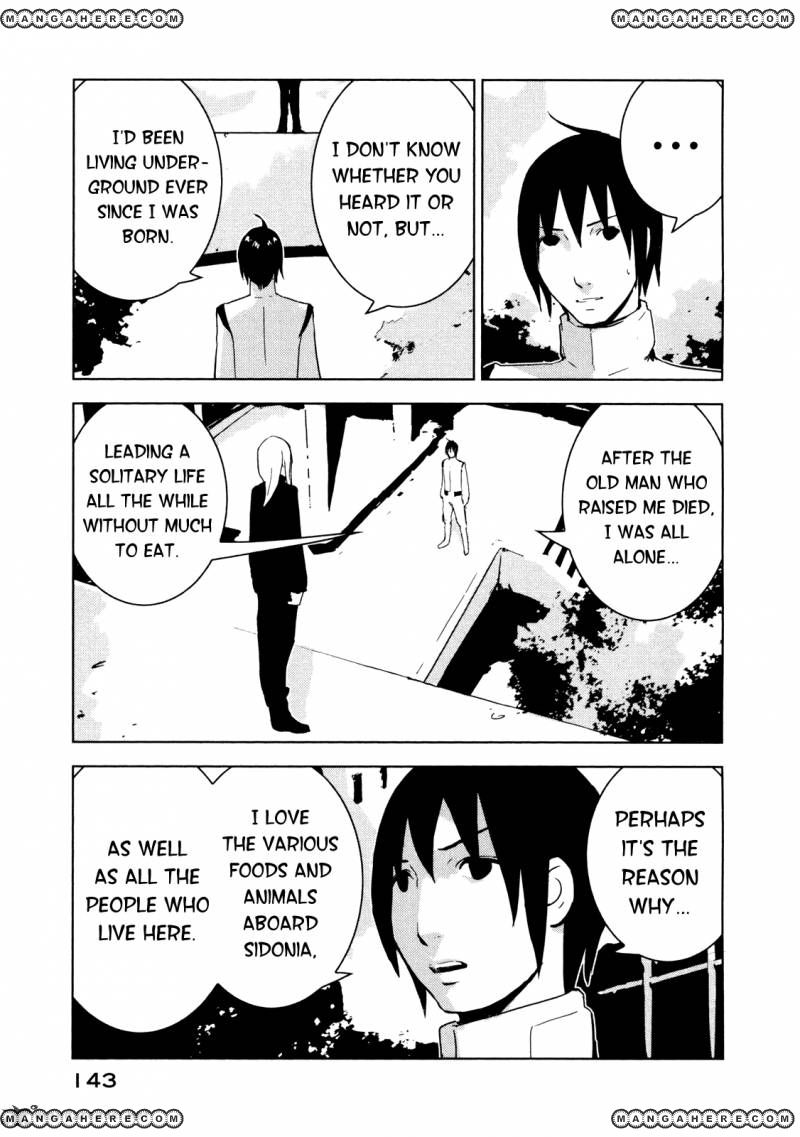 MANGAHERE.COM
MANGAHERE.COM
...
I DON'T KNOW
WHETHER YOU
HEARD IT OR
NOT, BUT...
I'D BEEN
LIVING UNDER-
GROUND EVER
SINCE I WAS
BORN.
AFTER THE
OLD MAN WHO
RAISED ME DIED,
I WAS ALL
ALONE...
LEADING A
SOLITARY LIFE
ALL THE WHILE
WITHOUT MUCH
TO EAT.
PERHAPS
IT'S THE
REASON
WHY...
I LOVE
THE VARIOUS
FOODS AND
ANIMALS
ABOARD
SIDONIA,
AS WELL
AS ALL THE
PEOPLE WHO
LIVE HERE.
143
MANGAHERE.COM
MANGAHERE.COM